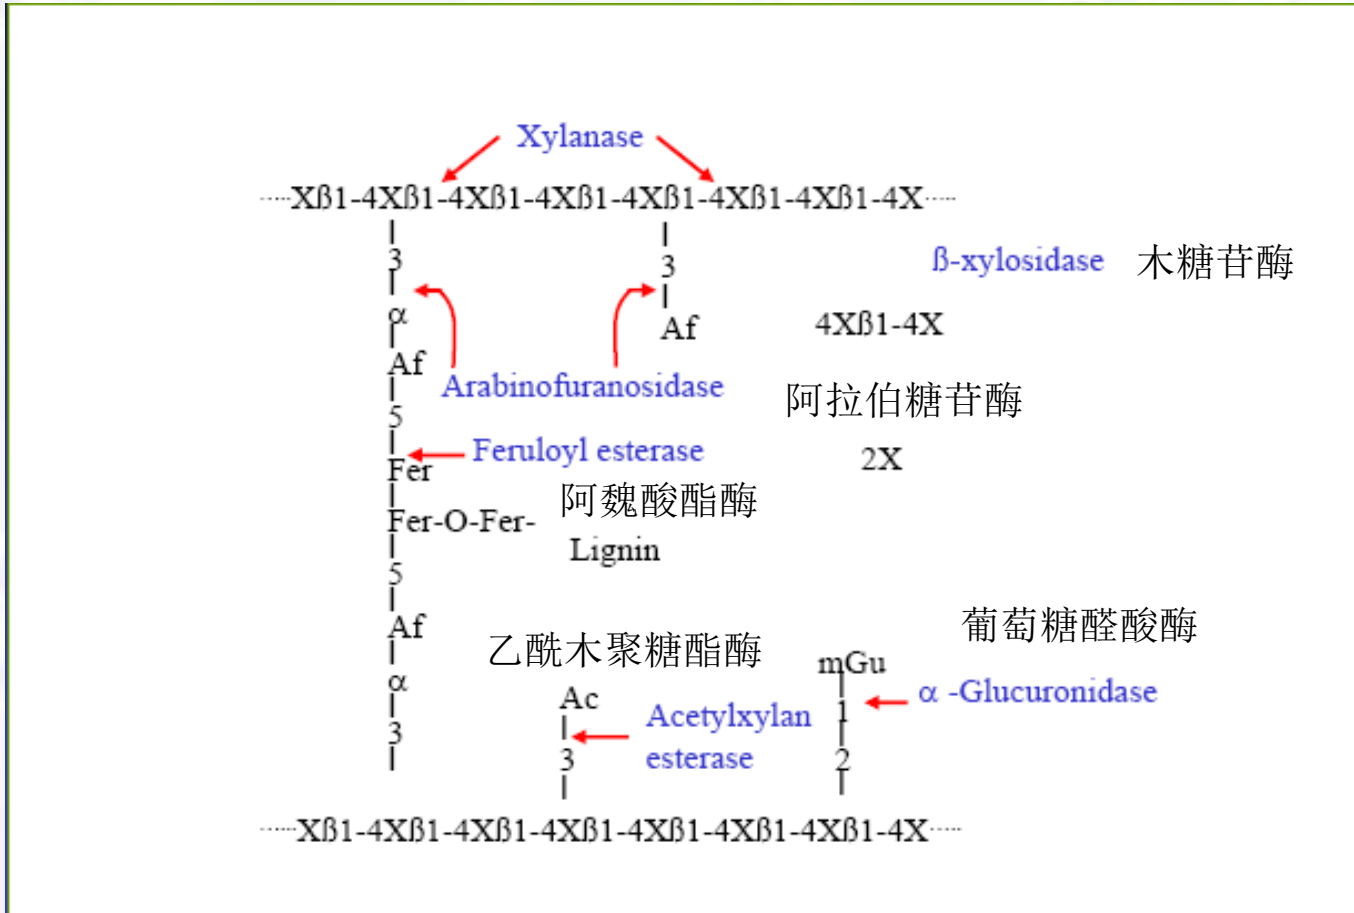 Xylanase
·····Xß1-4Xß1-4Xß1-4Xß1-4Xß1-4Xß1-4Xß1-4X·····
3
3
ß-xylosidase 木糖苷酶
α
Af
4Xß1-4X
Af
Arabinofuranosidase
阿拉伯糖苷酶
5
Feruloyl esterase
2X
Fer
阿魏酸酯酶
Fer-O-Fer-
Lignin
5
Af
乙酰木聚糖酯酶
葡萄糖醛酸酶
mGu
α
Ac
α -Glucuronidase
Acetylxylan
1
3
esterase
3
2
·····Xß1-4Xß1-4Xß1-4Xß1-4Xß1-4Xß1-4Xß1-4X·····